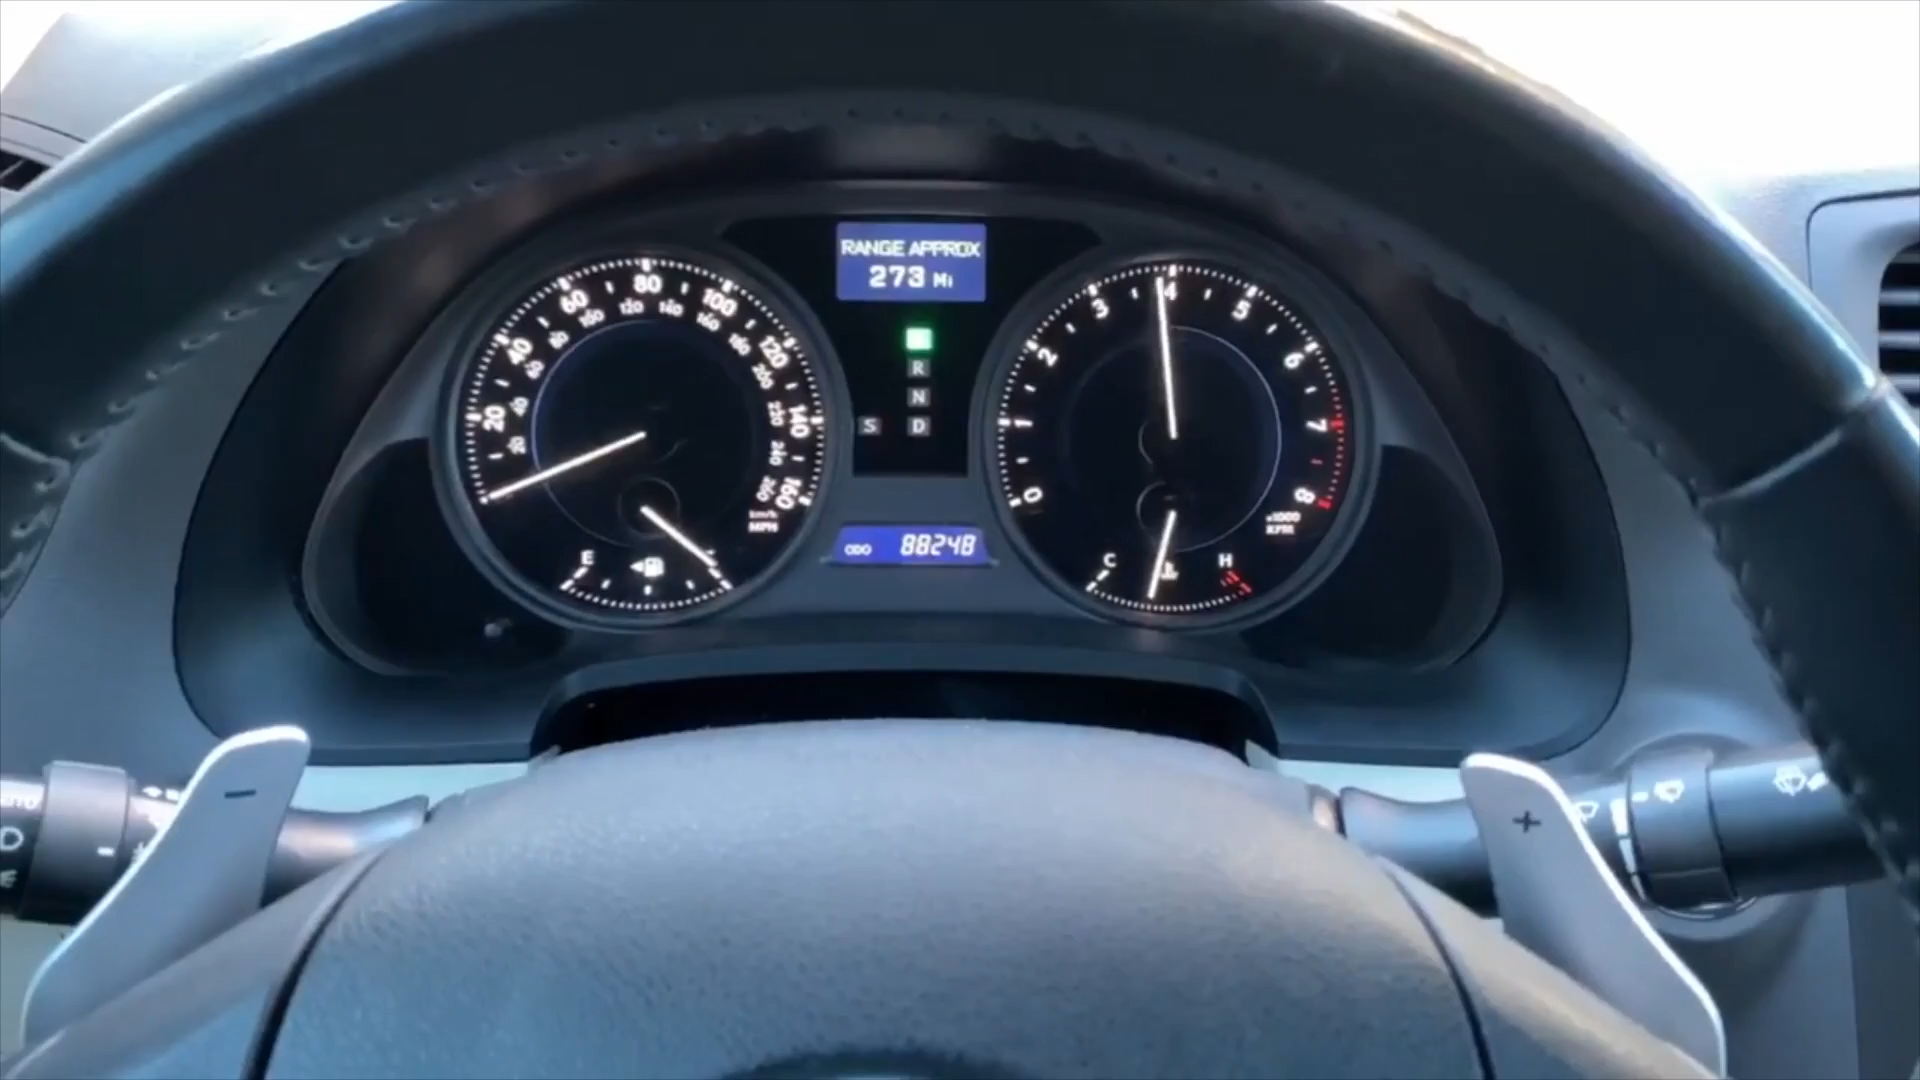 RANGE APPROX
273 Mi
R
N
S D
ODO 88248
20 40 60 80 100 120 140 160
20 40 60 80 100 120 140 160 180 200 220 240 260
km/h
MPH
E
0 1 2 3 4 5 6 7 8
x1000
RPM
C H
- +